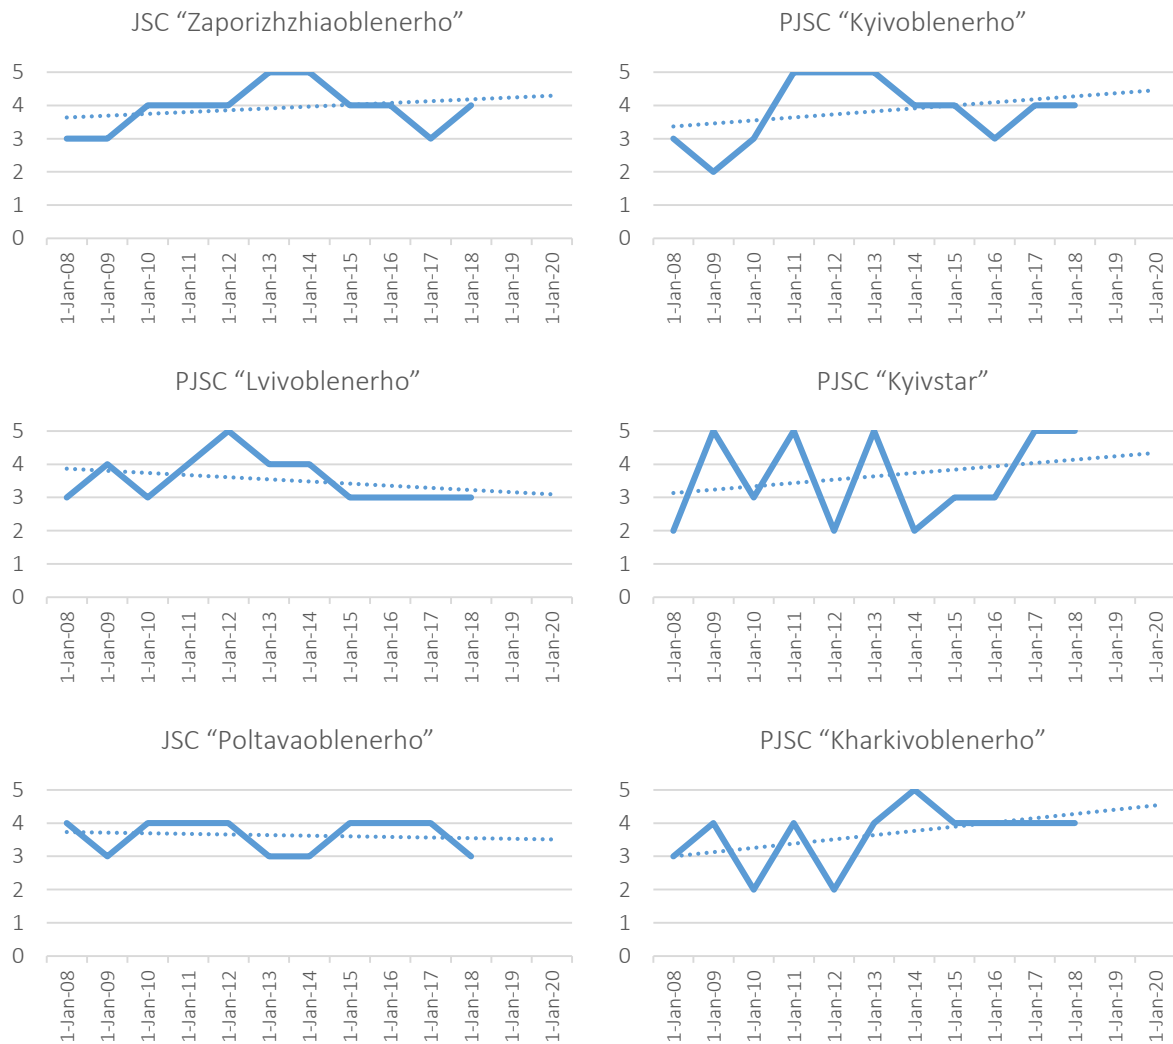 JSC “Zaporizhzhiaoblenerho”
5
4
3
2
1
0
1-Jan-08
1-Jan-09
1-Jan-10
1-Jan-11
1-Jan-12
1-Jan-13
1-Jan-14
1-Jan-15
1-Jan-16
1-Jan-17
1-Jan-18
1-Jan-19
1-Jan-20
PJSC “Kyivoblenerho”
5
4
3
2
1
0
1-Jan-08
1-Jan-09
1-Jan-10
1-Jan-11
1-Jan-12
1-Jan-13
1-Jan-14
1-Jan-15
1-Jan-16
1-Jan-17
1-Jan-18
1-Jan-19
1-Jan-20
PJSC “Lvivoblenerho”
5
4
3
2
1
0
1-Jan-08
1-Jan-09
1-Jan-10
1-Jan-11
1-Jan-12
1-Jan-13
1-Jan-14
1-Jan-15
1-Jan-16
1-Jan-17
1-Jan-18
1-Jan-19
1-Jan-20
PJSC “Kyivstar”
5
4
3
2
1
0
1-Jan-08
1-Jan-09
1-Jan-10
1-Jan-11
1-Jan-12
1-Jan-13
1-Jan-14
1-Jan-15
1-Jan-16
1-Jan-17
1-Jan-18
1-Jan-19
1-Jan-20
JSC “Poltavaoblenerho”
5
4
3
2
1
0
1-Jan-08
1-Jan-09
1-Jan-10
1-Jan-11
1-Jan-12
1-Jan-13
1-Jan-14
1-Jan-15
1-Jan-16
1-Jan-17
1-Jan-18
1-Jan-19
1-Jan-20
PJSC “Kharkivoblenerho”
5
4
3
2
1
0
1-Jan-08
1-Jan-09
1-Jan-10
1-Jan-11
1-Jan-12
1-Jan-13
1-Jan-14
1-Jan-15
1-Jan-16
1-Jan-17
1-Jan-18
1-Jan-19
1-Jan-20